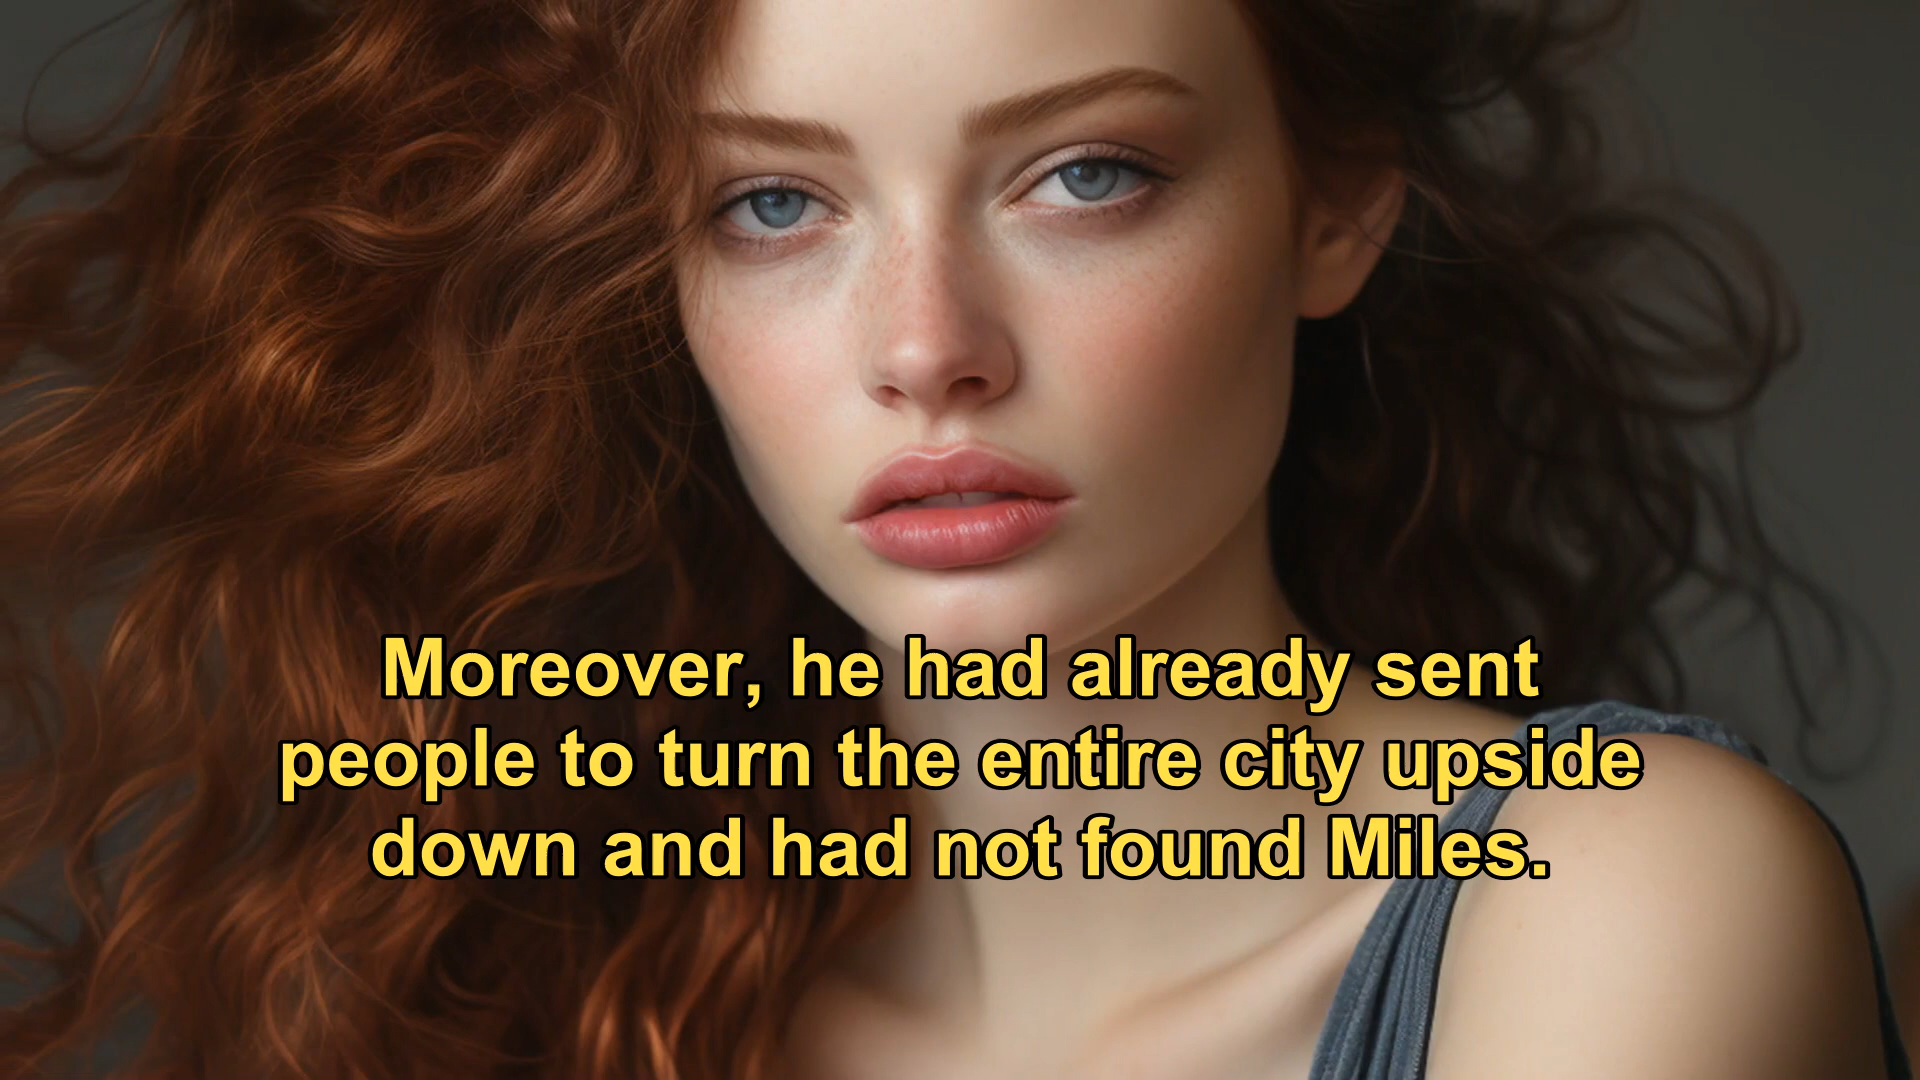 Moreover, he had already sent
people to turn the entire city upside
down and had not found Miles.